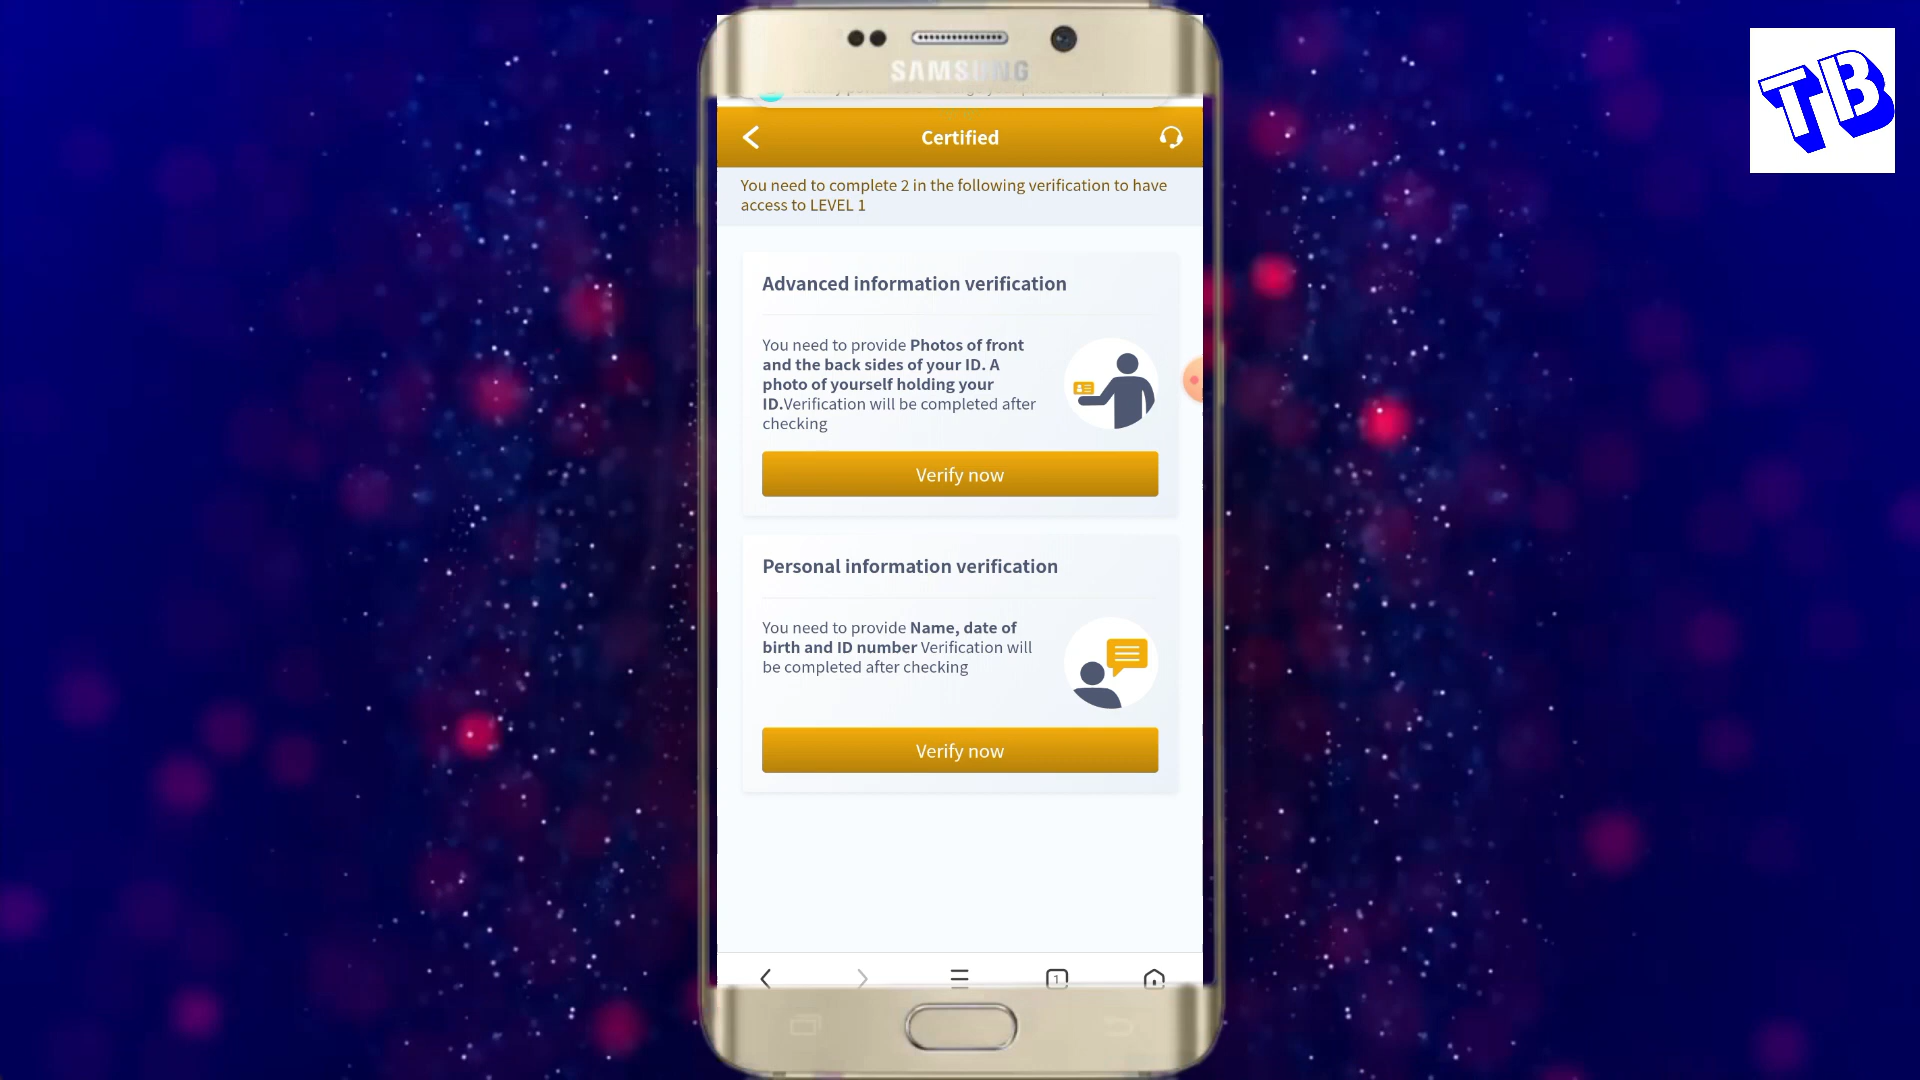 SAMSUNG
TB
Certified
You need to complete 2 in the following verification to have
access to LEVEL 1
Advanced information verification
You need to provide Photos of front
and the back sides of your ID. A
photo of yourself holding your
ID.Verification will be completed after
checking
Verify now
Personal information verification
You need to provide Name, date of
birth and ID number Verification will
be completed after checking
Verify now
1